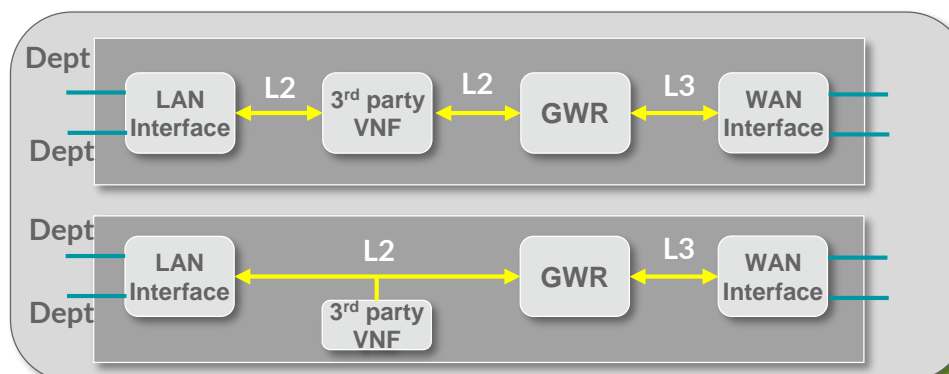 Dept
L2
L2
L3
LAN
Interface
3rd party
VNF
GWR
WAN
Interface
Dept
Dept
L2
L3
LAN
Interface
GWR
WAN
Interface
Dept
3rd party
VNF